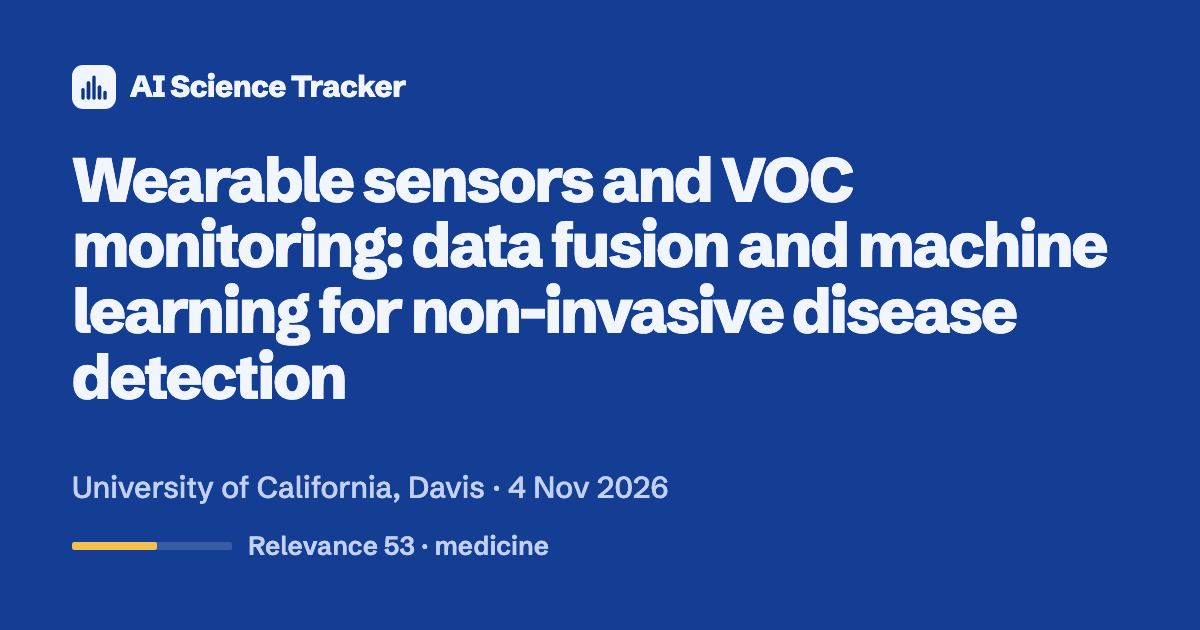 AI Science Tracker
Wearable sensors and VOC
monitoring: data fusion and machine
learning for non-invasive disease
detection
University of California, Davis · 4 Nov 2026
Relevance 53 · medicine